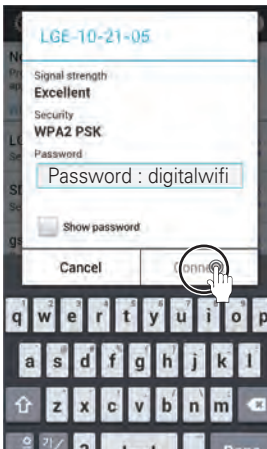 LGE-10-21-05
Signal strength
Excellent
Security
WPA2 PSK
Password
Password : digitalwifi
Show password
Cancel
q w e r t y u i o p
a s d f g h j k l
z x c v b n m